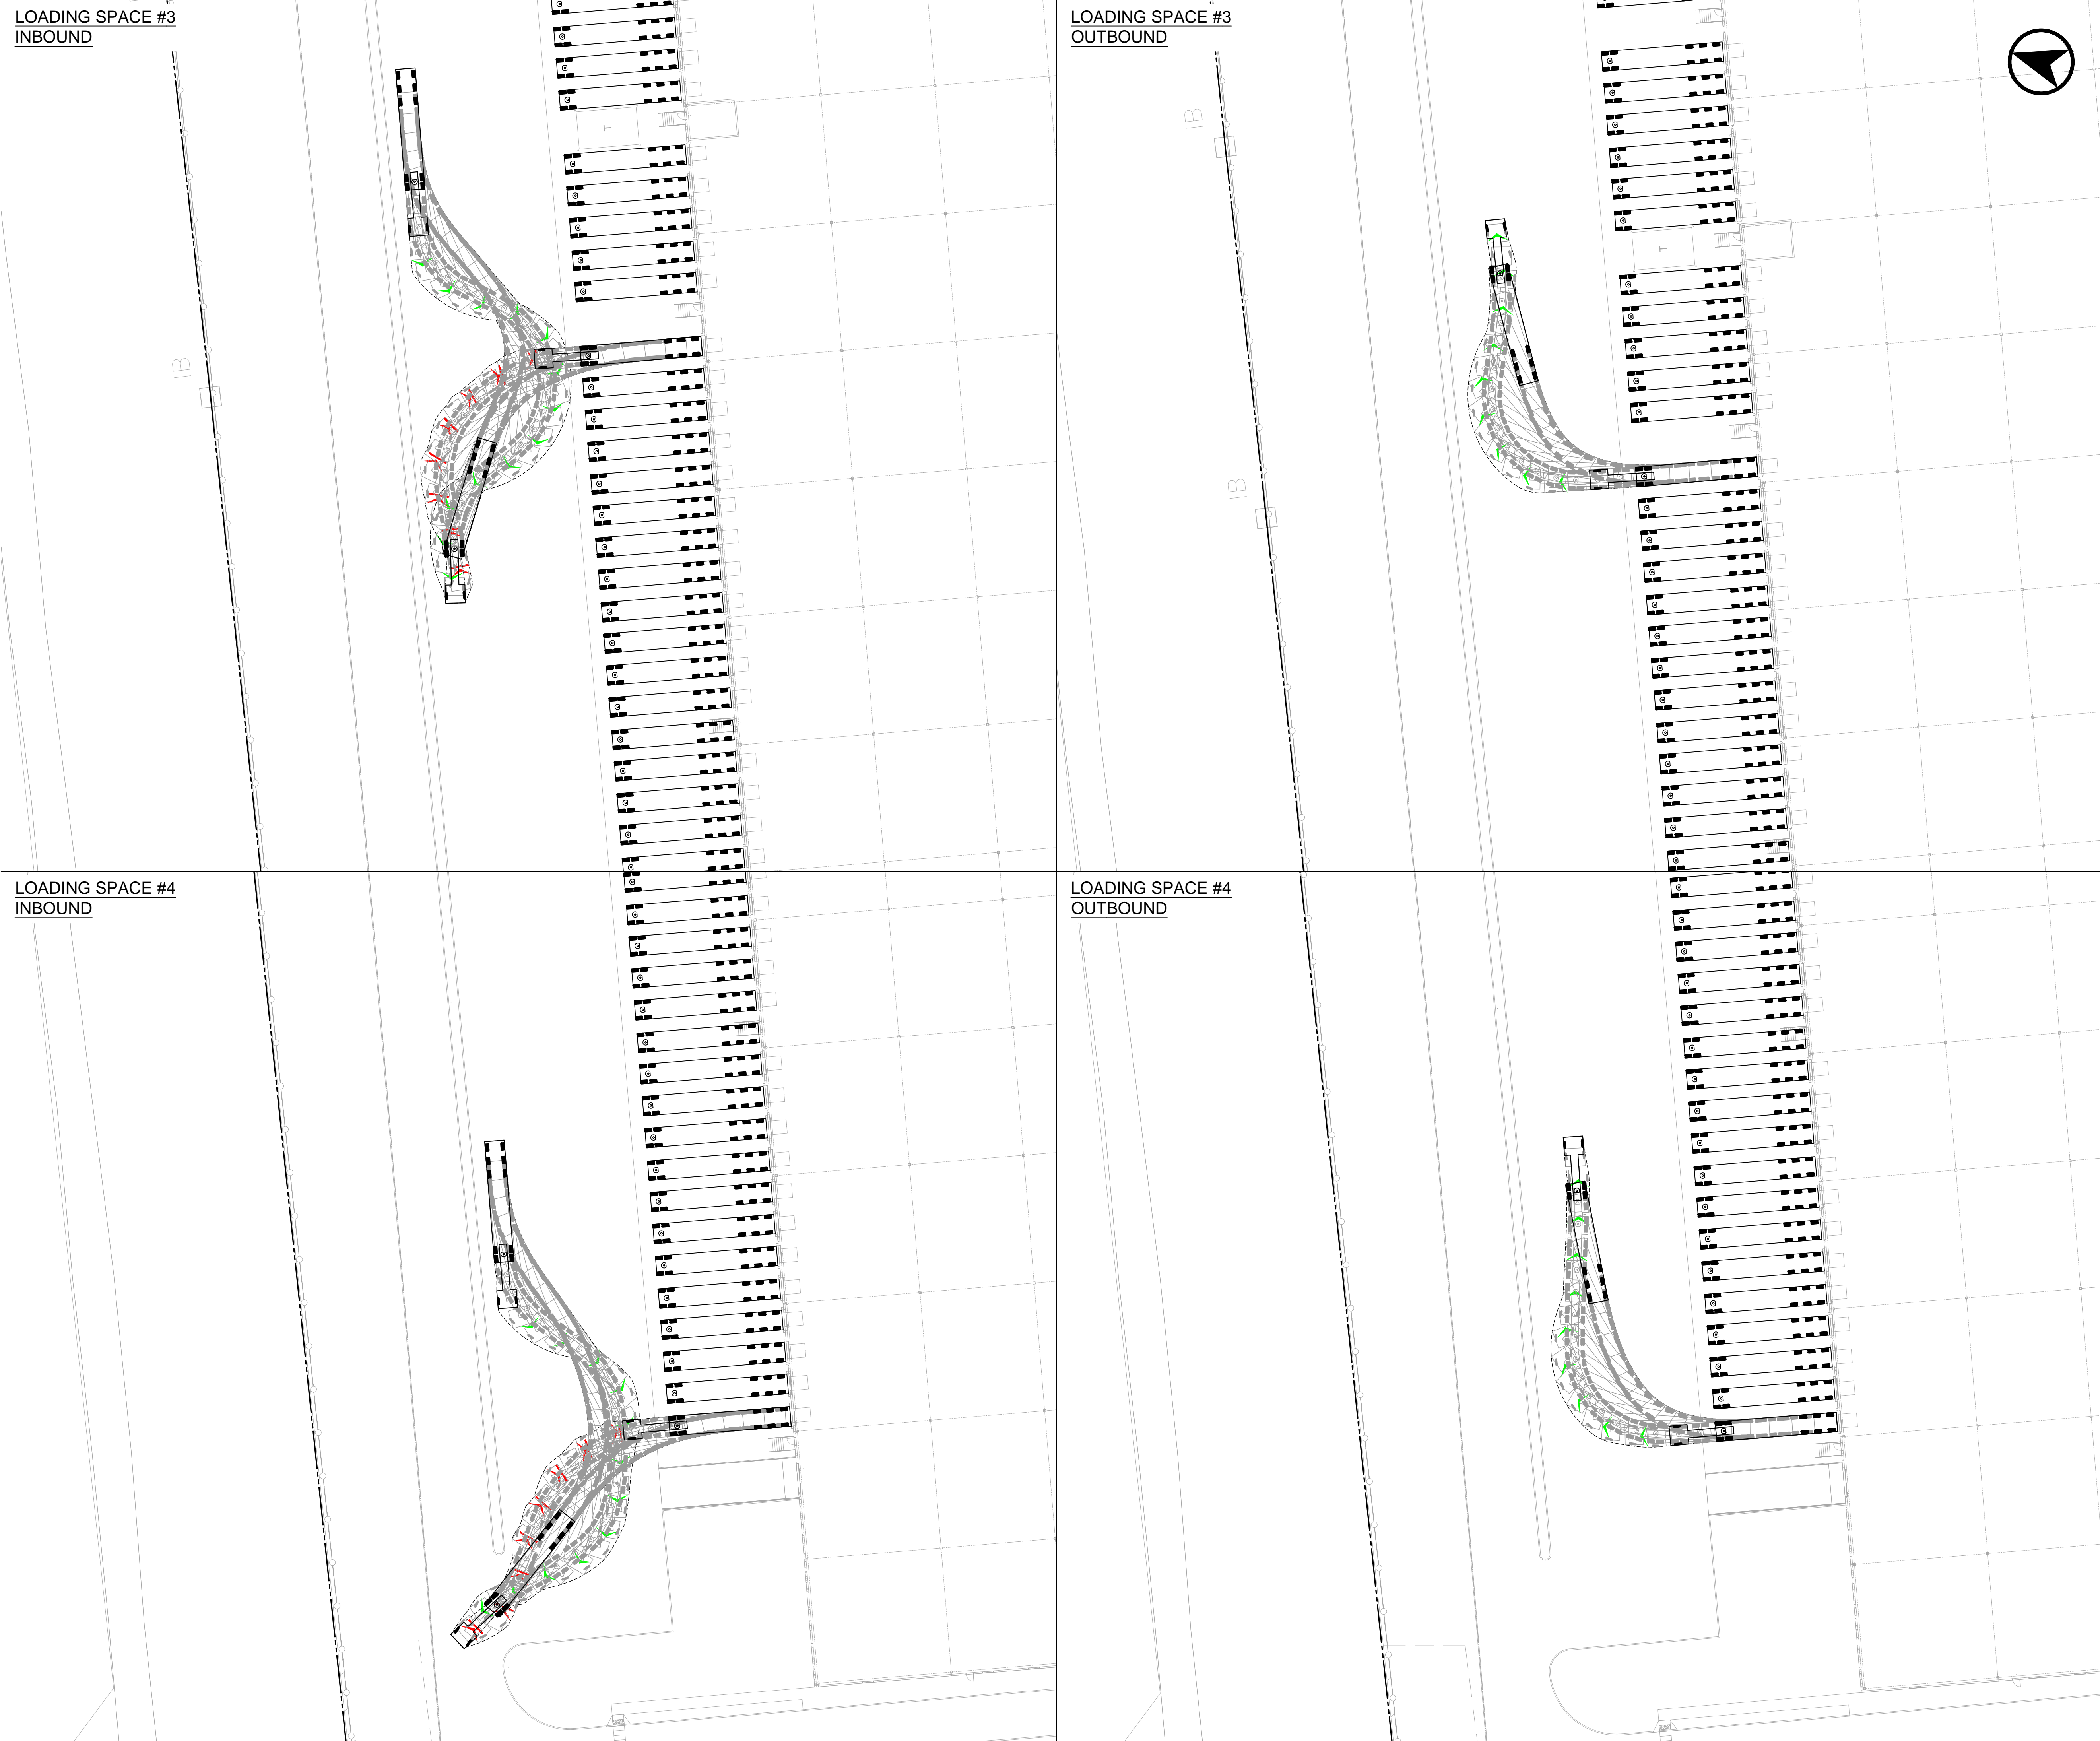 LOADING SPACE #3
INBOUND
LOADING SPACE #3
OUTBOUND
T
T
B
B
B
LOADING SPACE #4
INBOUND
LOADING SPACE #4
OUTBOUND